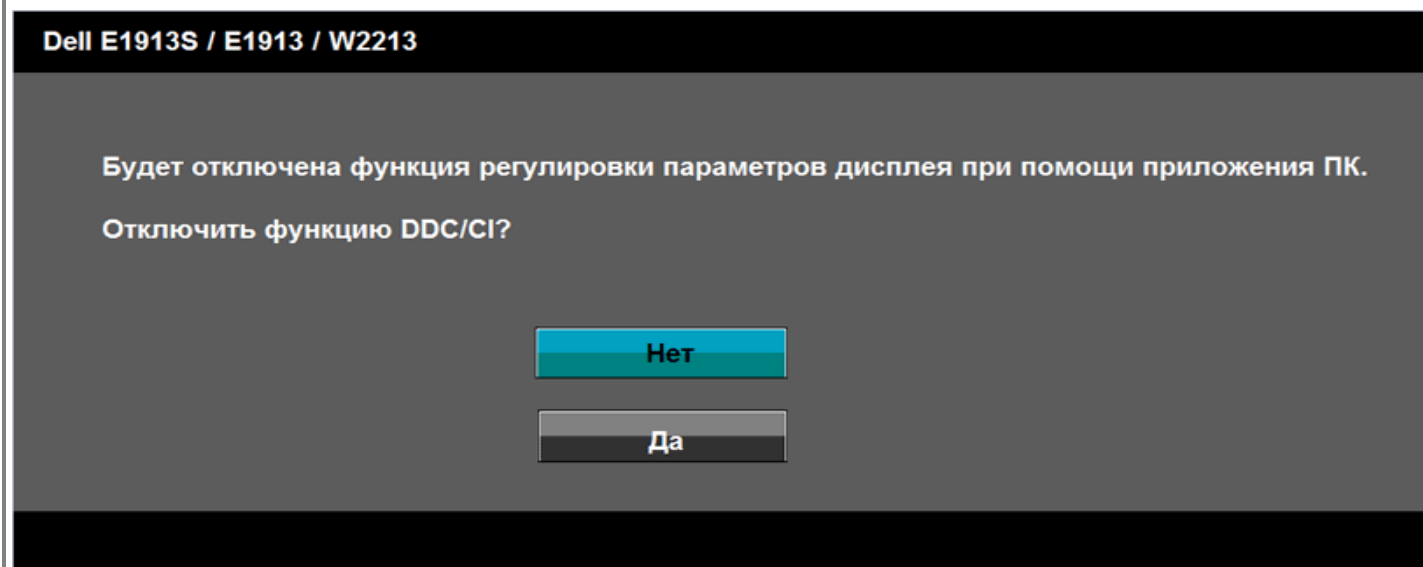 Dell E1913S / E1913 / W2213
Будет отключена функция регулировки параметров дисплея при помощи приложения ПК.
Отключить функцию DDC/CI?
Нет
Да